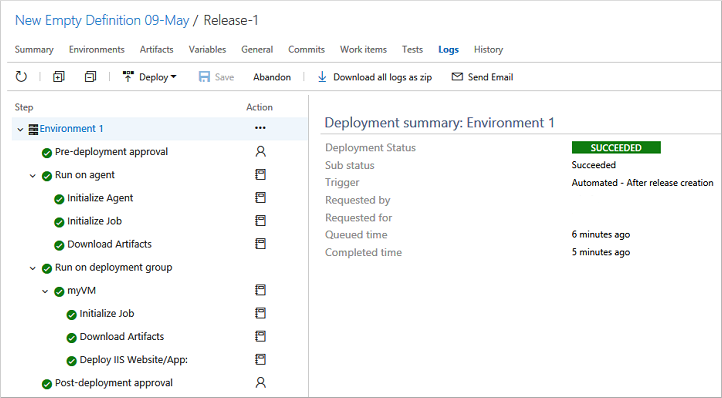 New Empty Definition 09-May / Release-1
Summary Environments Artifacts Variables General Commits Work items Tests Logs History
Deploy Save Abandon Download all logs as zip Send Email
Step Action
Environment 1 •••
Pre-deployment approval
Run on agent
Initialize Agent
Initialize Job
Download Artifacts
Run on deployment group
myVM
Initialize Job
Download Artifacts
Deploy IIS Website/App:
Post-deployment approval
Deployment summary: Environment 1
Deployment Status SUCCEEDED
Sub status Succeeded
Trigger Automated - After release creation
Requested by
Requested for
Queued time 6 minutes ago
Completed time 5 minutes ago